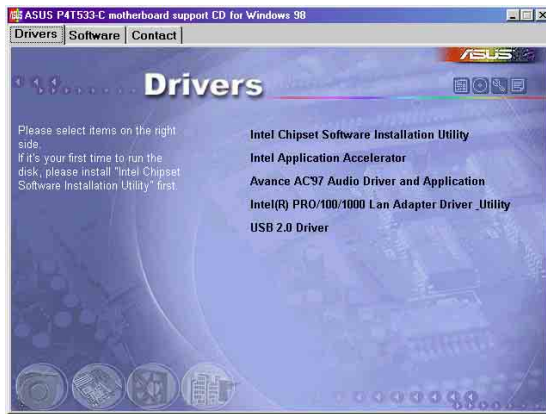 ASUS P4T533-C motherboard support CD for Windows 98
Drivers Software Contact
ASUS
Drivers
Please select items on the right
side.
If it's your first time to run the
disk, please install "Intel Chipset
Software Installation Utility" first.
Intel Chipset Software Installation Utility
Intel Application Accelerator
Avance AC'97 Audio Driver and Application
Intel(R) PRO/100/1000 Lan Adapter Driver _Utility
USB 2.0 Driver